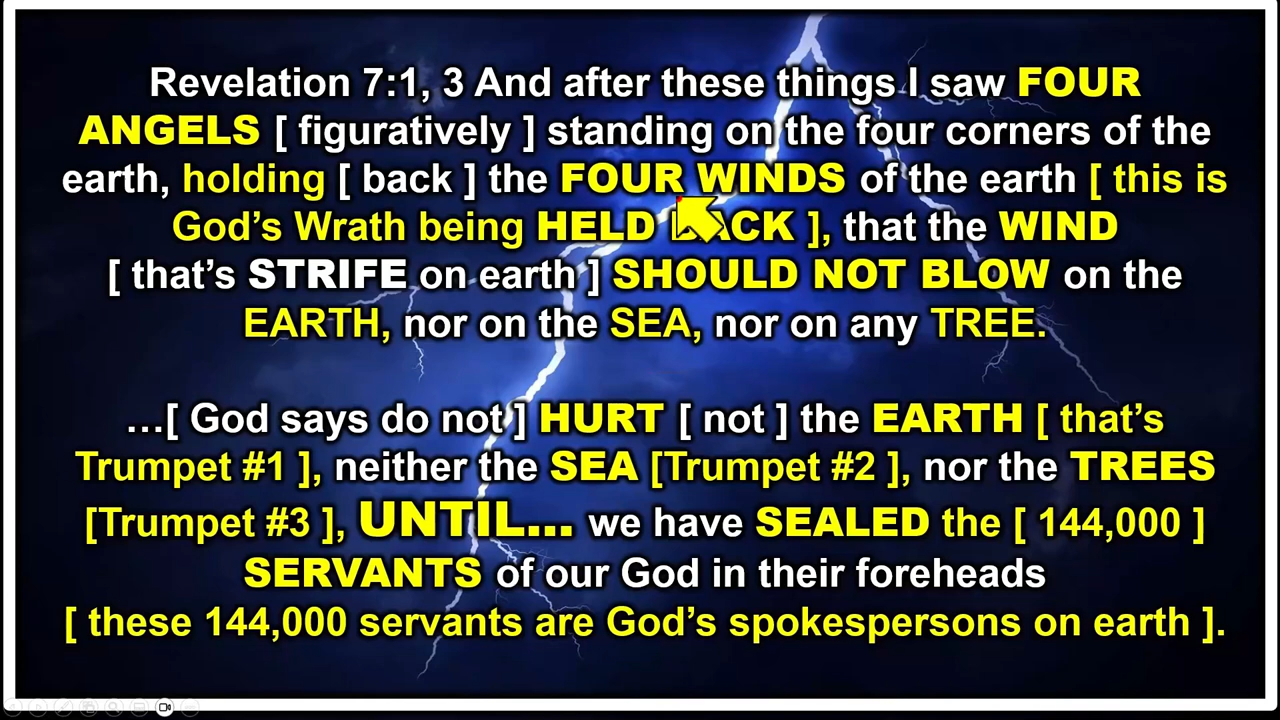 Revelation 7:1, 3 And after these things I saw FOUR
ANGELS [ figuratively ] standing on the four corners of the
earth, holding [ back ] the FOUR WINDS of the earth [ this is
God's Wrath being HELD BACK ], that the WIND
[ that's STRIFE on earth ] SHOULD NOT BLOW on the
EARTH, nor on the SEA, nor on any TREE.
…[ God says do not ] HURT [ not ] the EARTH [ that's
Trumpet #1 ], neither the SEA [Trumpet #2 ], nor the TREES
[Trumpet #3 ], UNTIL... we have SEALED the [ 144,000 ]
SERVANTS of our God in their foreheads
[ these 144,000 servants are God's spokespersons on earth ].